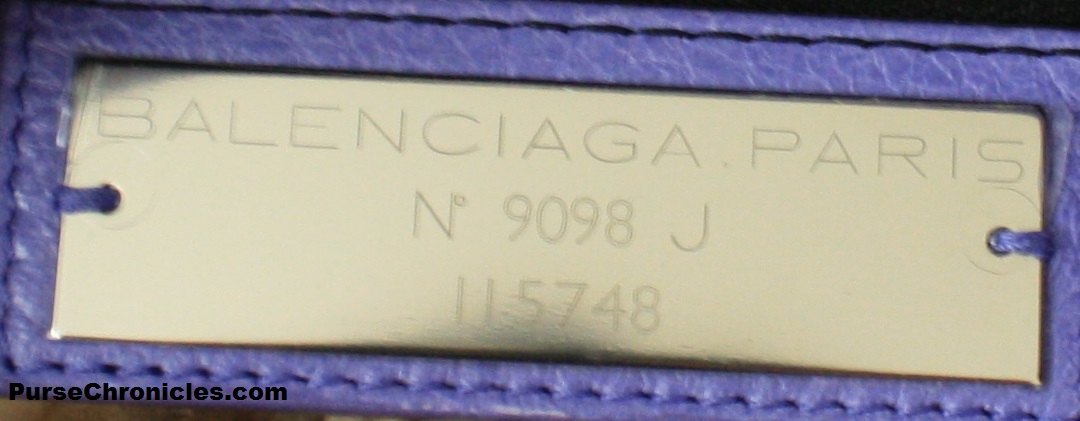 BALENCIAGA.PARIS
N° 9098 J
115748
PurseChronicles.com